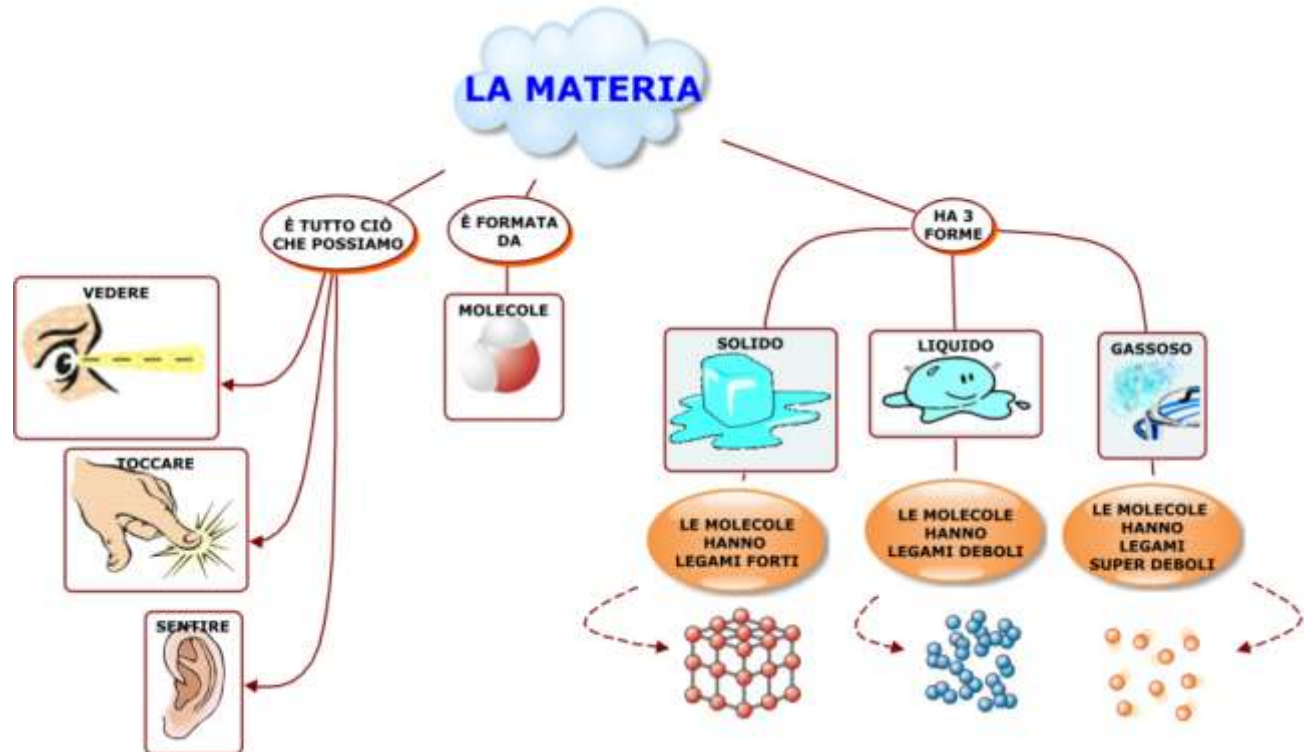 LA MATERIA
È TUTTO CIÒ
CHE POSSIAMO
È FORMATA
DA
HA 3
FORME
VEDERE
MOLECOLE
SOLIDO
LIQUIDO
GASSOSO
TOCCARE
LE MOLECOLE
HANNO
LEGAMI FORTI
LE MOLECOLE
HANNO
LEGAMI DEBOLI
LE MOLECOLE
HANNO
LEGAMI
SUPER DEBOLI
SENTIRE